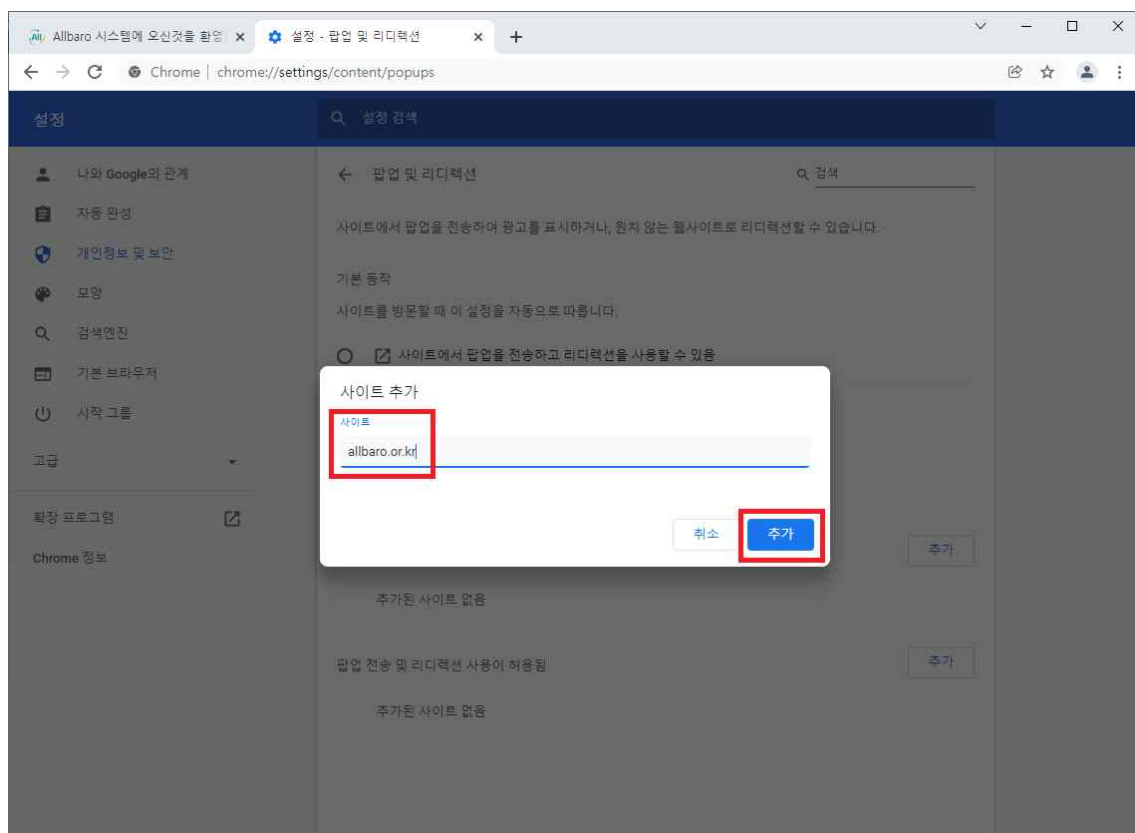 Allbaro 시스템에 오신것을 환영
설정 - 팝업 및 리디렉션
Chrome | chrome://settings/content/popups
설정
설정 검색
나와 Google의 관계
자동 완성
개인정보 및 보안
모양
검색엔진
기본 브라우저
시작 그룹
고급
확장 프로그램
Chrome 정보
팝업 및 리디렉션
검색
사이트에서 팝업을 전송하여 광고를 표시하거나, 원치 않는 웹사이트로 리디렉션할 수 있습니다.
기본 동작
사이트를 방문할 때 이 설정을 자동으로 따릅니다.
사이트에서 팝업을 전송하고 리디렉션을 사용할 수 있음
사이트 추가
사이트
allbaro.or.kr
취소
추가
추가
추가된 사이트 없음
팝업 전송 및 리디렉션 사용이 허용됨
추가
추가된 사이트 없음